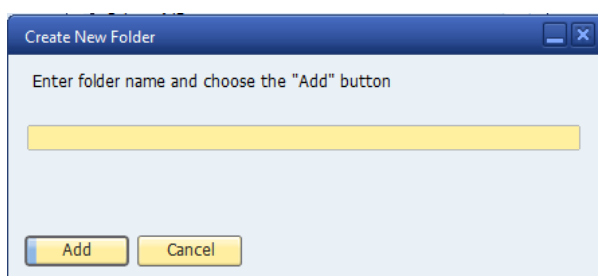 Create New Folder
Enter folder name and choose the "Add" button
Add
Cancel